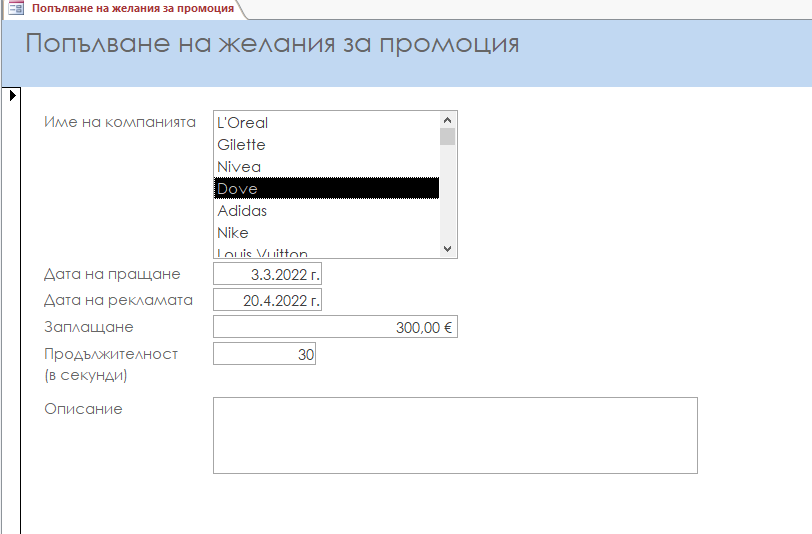 Попълване на желания за промоция
Попълване на желания за промоция
Име на компанията
L'Oreal
Gilette
Nivea
Dove
Adidas
Nike
Louis Vuitton
Дата на пращане
3.3.2022 г.
Дата на рекламата
20.4.2022 г.
Заплащане
300,00 €
Продължителност
30
(в секунди)
Описание